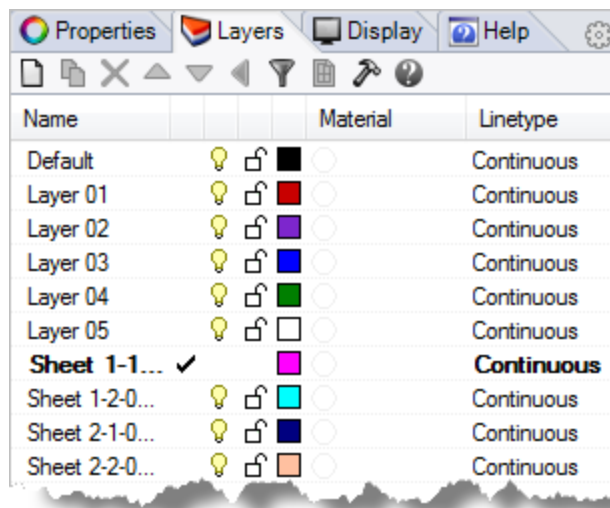 Properties Layers Display Help
Name Material Linetype
Default Continuous
Layer 01 Continuous
Layer 02 Continuous
Layer 03 Continuous
Layer 04 Continuous
Layer 05 Continuous
Sheet 1-1... Continuous
Sheet 1-2-0... Continuous
Sheet 2-1-0... Continuous
Sheet 2-2-0... Continuous